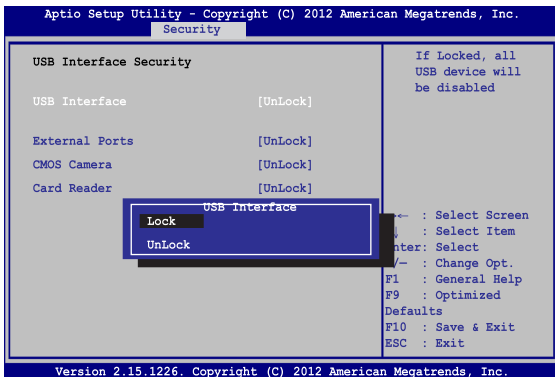 Aptio Setup Utility - Copyright (C) 2012 American Megatrends, Inc.
Security
USB Interface Security
USB Interface [UnLock]
External Ports [UnLock]
CMOS Camera [UnLock]
Card Reader [UnLock]
USB Interface
Lock
UnLock
If Locked, all
USB device will
be disabled
→← : Select Screen
↓ : Select Item
nter: Select
/— : Change Opt.
F1 : General Help
F9 : Optimized
Defaults
F10 : Save & Exit
ESC : Exit
Version 2.15.1226. Copyright (C) 2012 American Megatrends, Inc.